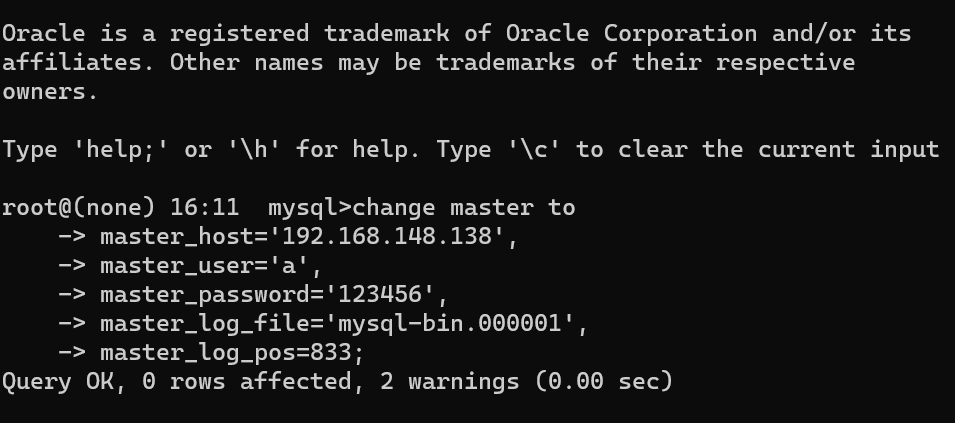 Oracle is a registered trademark of Oracle Corporation and/or its
affiliates. Other names may be trademarks of their respective
owners.
Type 'help;' or '\h' for help. Type '\c' to clear the current input
root@(none) 16:11  mysql>change master to
    -> master_host='192.168.148.138',
    -> master_user='a',
    -> master_password='123456',
    -> master_log_file='mysql-bin.000001',
    -> master_log_pos=833;
Query OK, 0 rows affected, 2 warnings (0.00 sec)